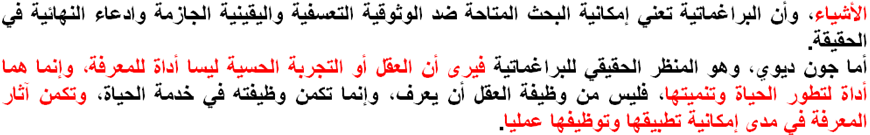 الأشياء، وأن البراغماتية تعني إمكانية البحث المتاحة ضد الوثوقية التعسفية واليقينية الجازمة وادعاء النهائية في
الحقيقة.
أما جون ديوي، وهو المنظر الحقيقي للبراغماتية فيرى أن العقل أو التجربة الحسية ليسا أداة للمعرفة، وإنما هما
أداة لتطور الحياة وتنميتها، فليس من وظيفة العقل أن يعرف، وإنما تكمن وظيفته في خدمة الحياة، وتكمن آثار
المعرفة في مدى إمكانية تطبيقها وتوظيفها عمليا.